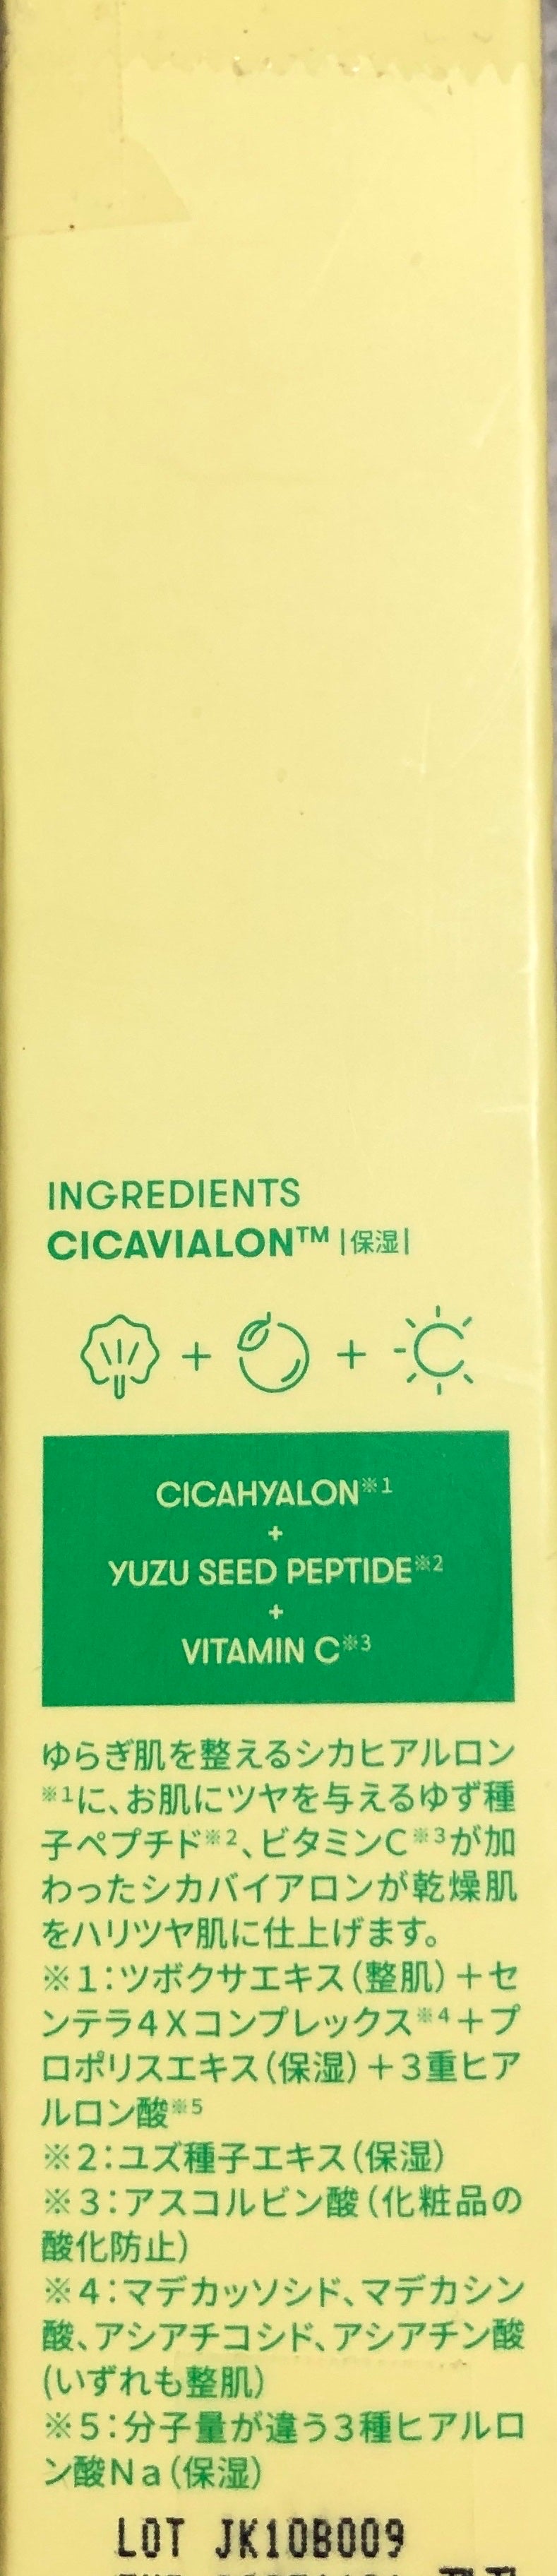 INGREDIENTS
CICAVIALON™ |保湿|
CICAHYALON※1
+
YUZU SEED PEPTIDE※2
+
VITAMIN C※3
ゆらぎ肌を整えるシカヒアルロン
※1に、お肌にツヤを与えるゆず種
子ペプチド※2、ビタミンC※3が加
わったシカバイアロンが乾燥肌
をハリツヤ肌に仕上げます。
※1:ツボクサエキス(整肌)+セ
ンテラ4Xコンプレックス※4+プ
ロポリスエキス(保湿)+3重ヒア
ルロン酸※5
※2:ユズ種子エキス(保湿)
※3:アスコルビン酸(化粧品の
酸化防止)
※4:マデカッソシド、マデカシン
酸、アシアチコシド、アシアチン酸
(いずれも整肌)
※5:分子量が違う3種ヒアルロ
ン酸Na(保湿)
LOT JK10B009